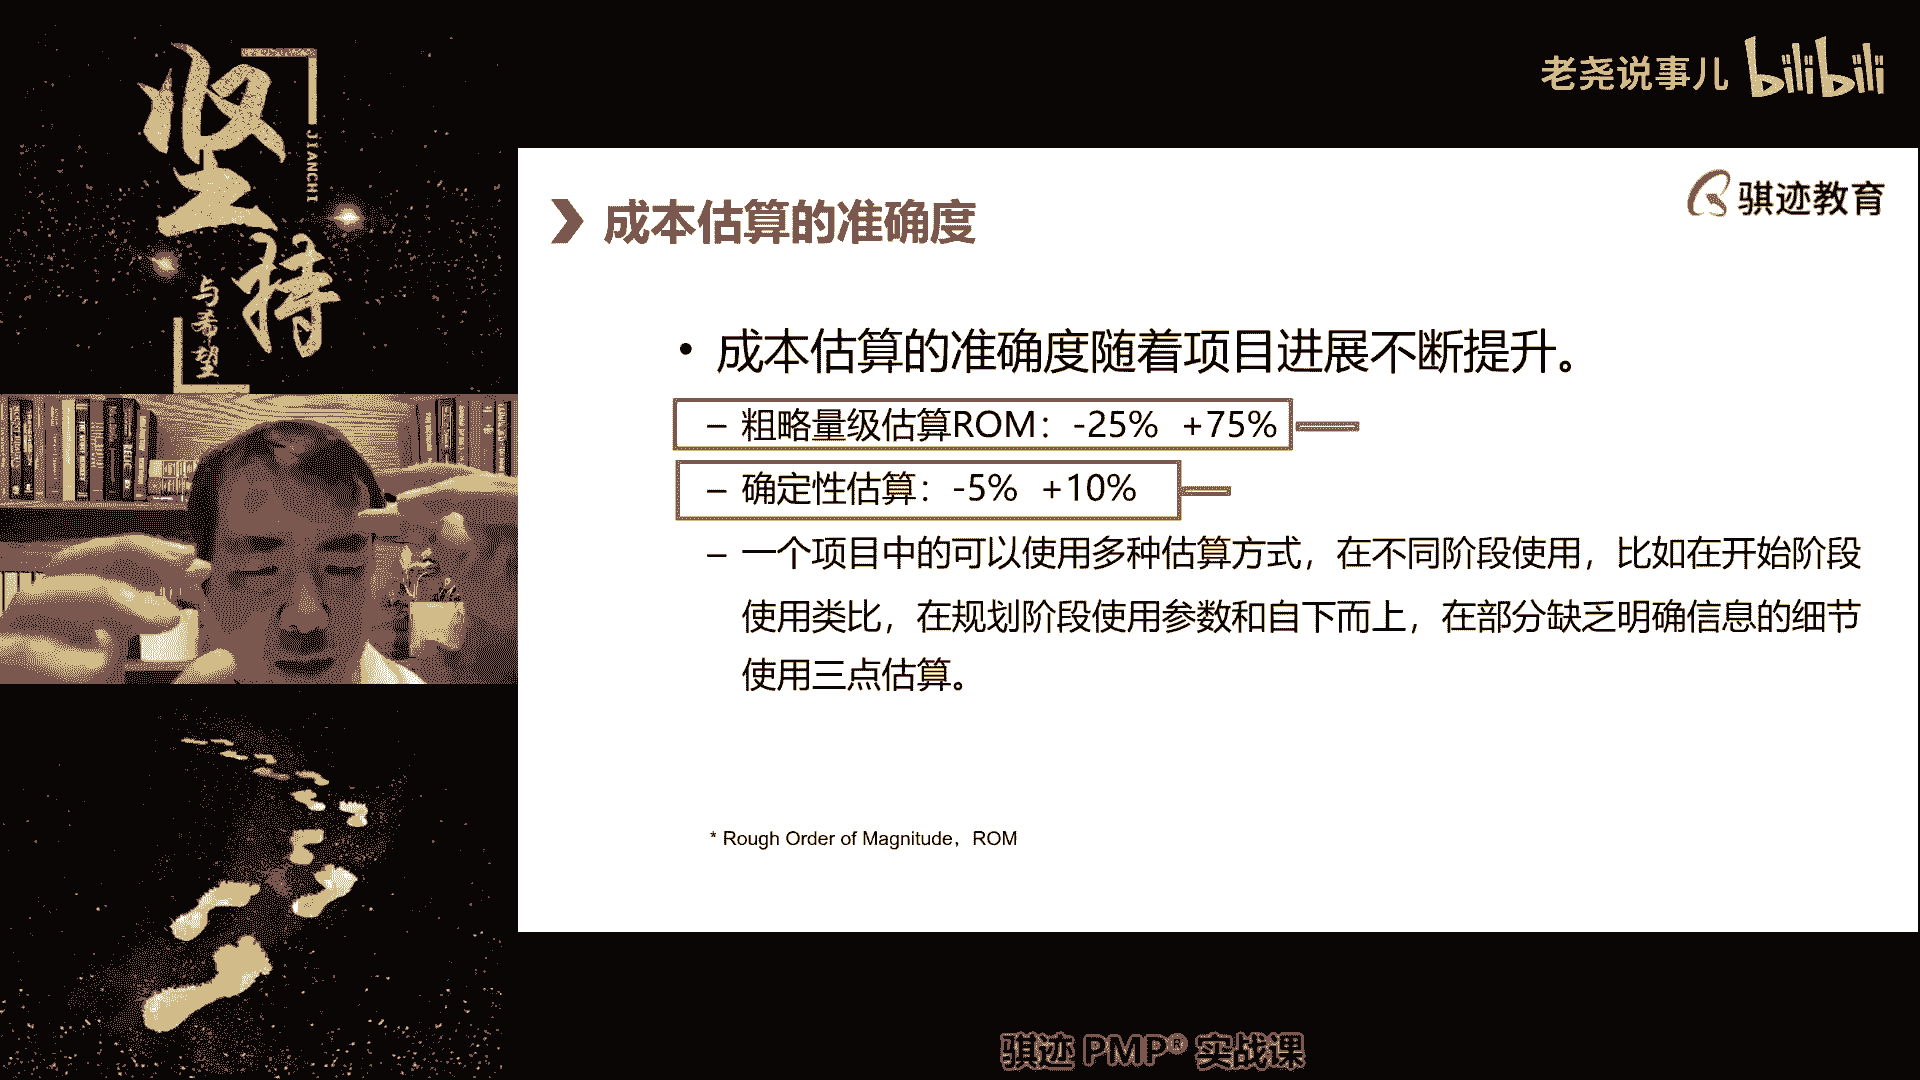 坚
持
JIANCHI
与希望
老尧说事儿 bilibili
骐迹教育
成本估算的准确度
• 成本估算的准确度随着项目进展不断提升。
– 粗略量级估算ROM：-25% +75%
– 确定性估算：-5% +10%
– 一个项目中的可以使用多种估算方式，在不同阶段使用，比如在开始阶段
使用类比，在规划阶段使用参数和自下而上，在部分缺乏明确信息的细节
使用三点估算。
* Rough Order of Magnitude，ROM
骐迹 PMP® 实战课